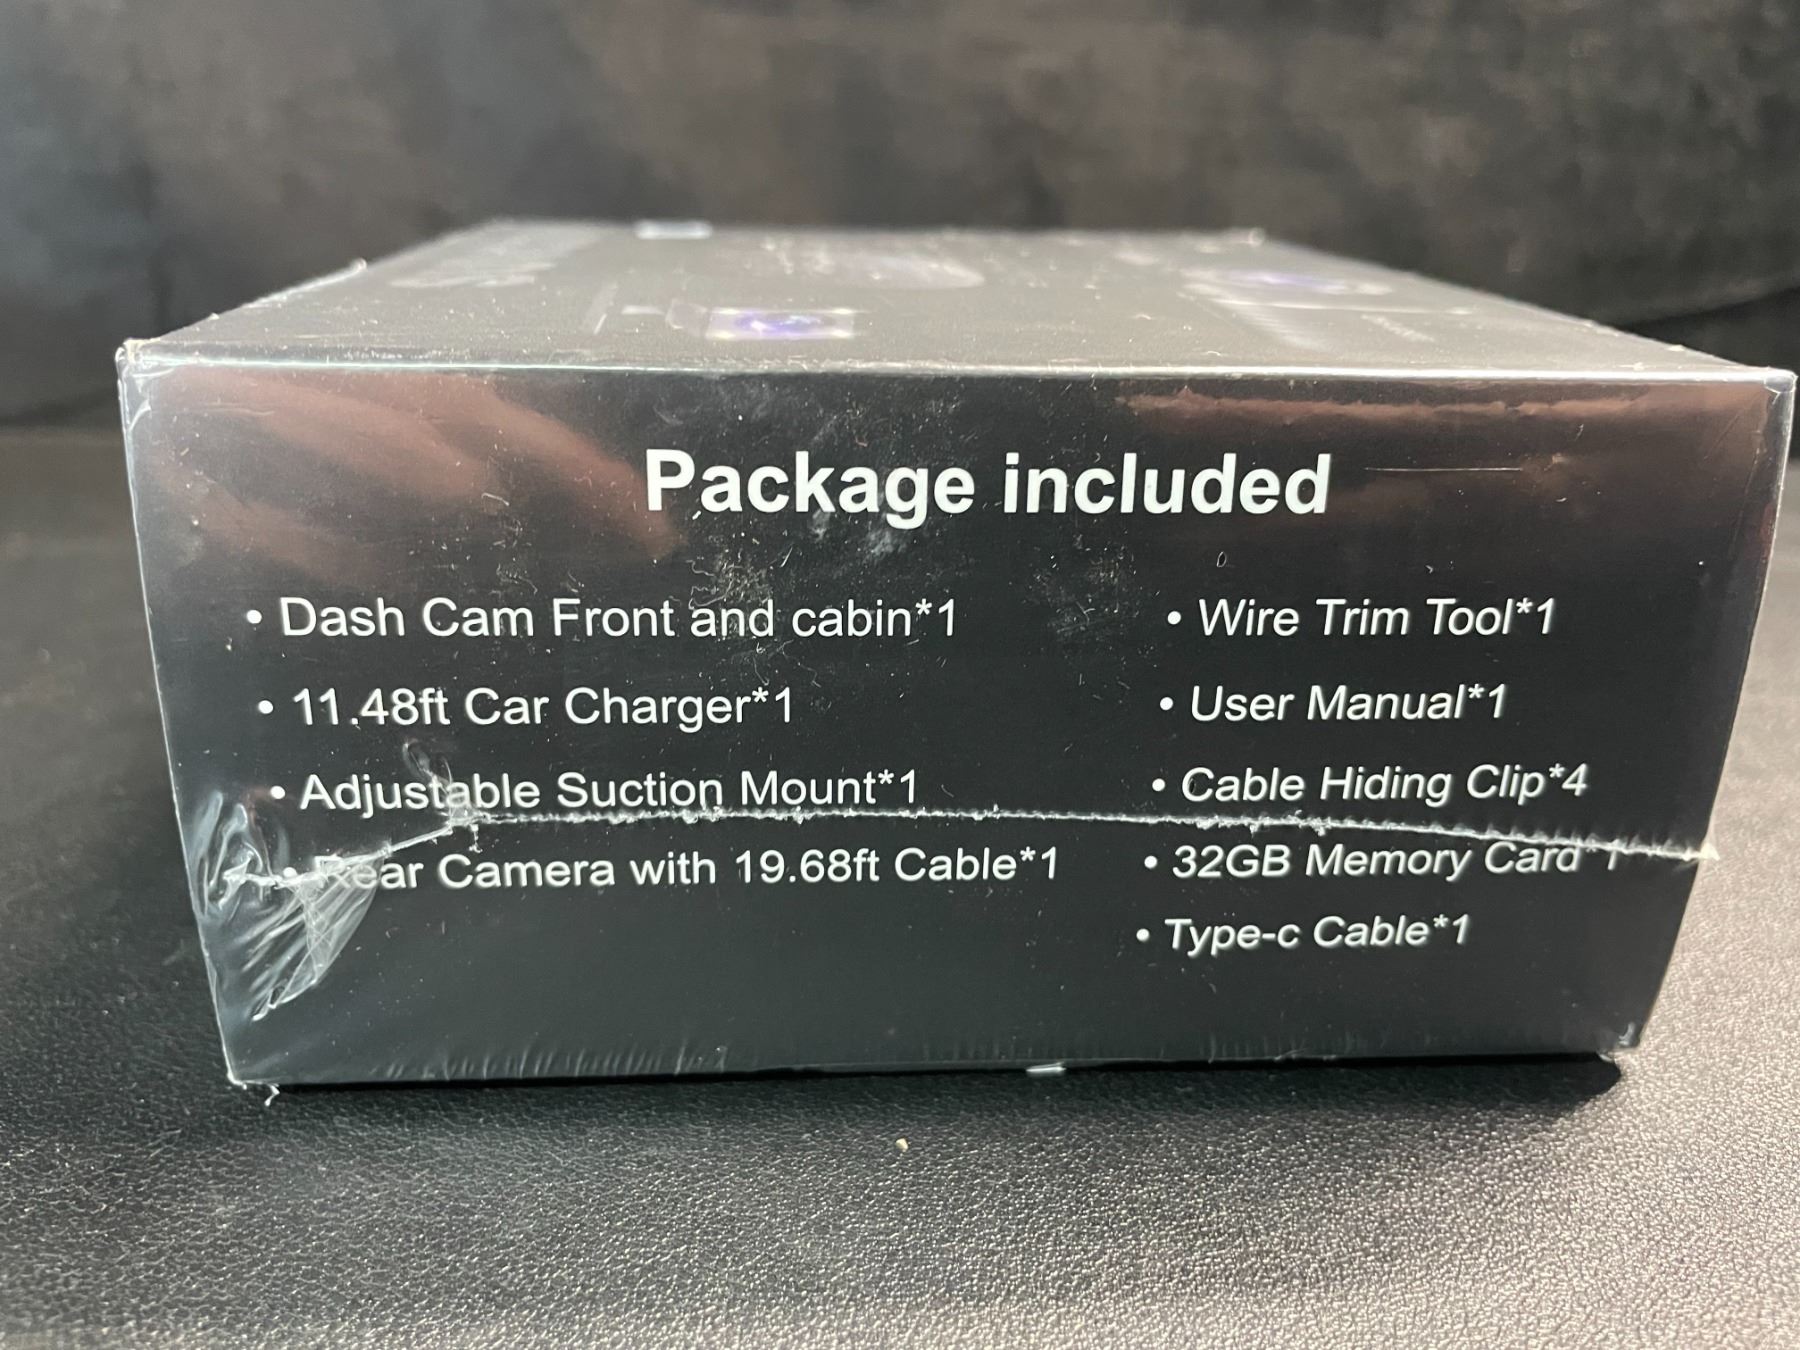 Package included
• Dash Cam Front and cabin*1
• 11.48ft Car Charger*1
• Adjustable Suction Mount*1
• Rear Camera with 19.68ft Cable*1
• Wire Trim Tool*1
• User Manual*1
• Cable Hiding Clip*4
• 32GB Memory Card*1
• Type-c Cable*1